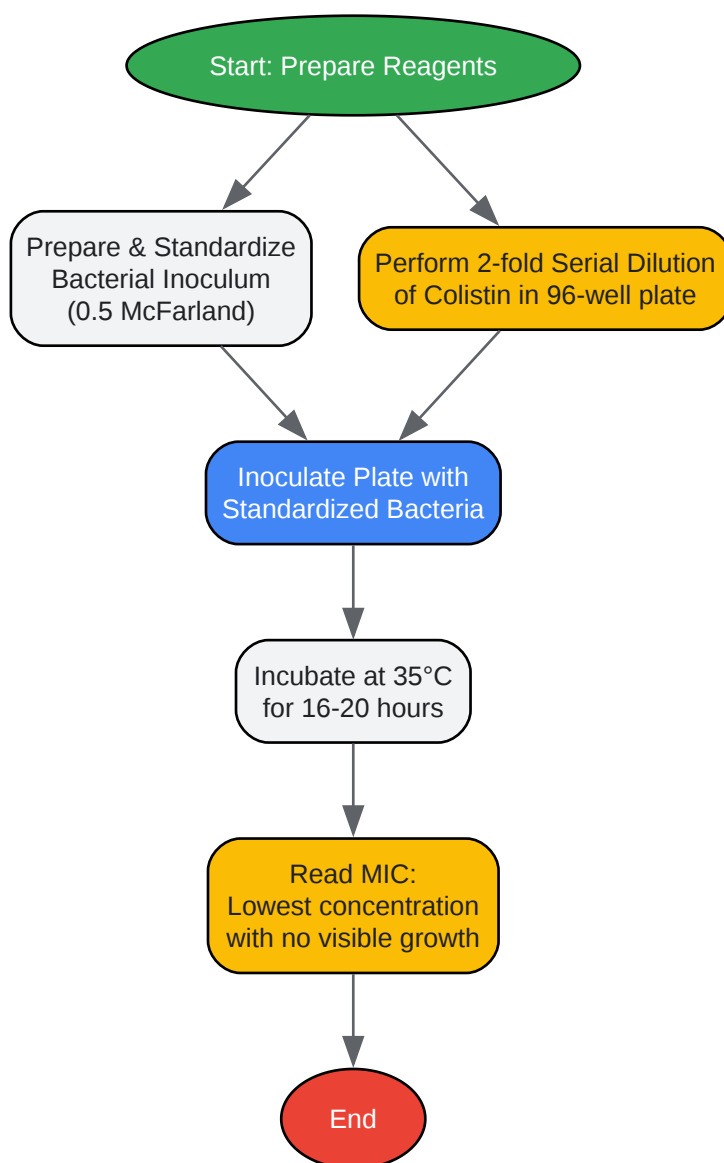 Start: Prepare Reagents
Prepare & Standardize
Bacterial Inoculum
(0.5 McFarland)
Perform 2-fold Serial Dilution
of Colistin in 96-well plate
Inoculate Plate with
Standardized Bacteria
Incubate at 35°C
for 16-20 hours
Read MIC:
Lowest concentration
with no visible growth
End